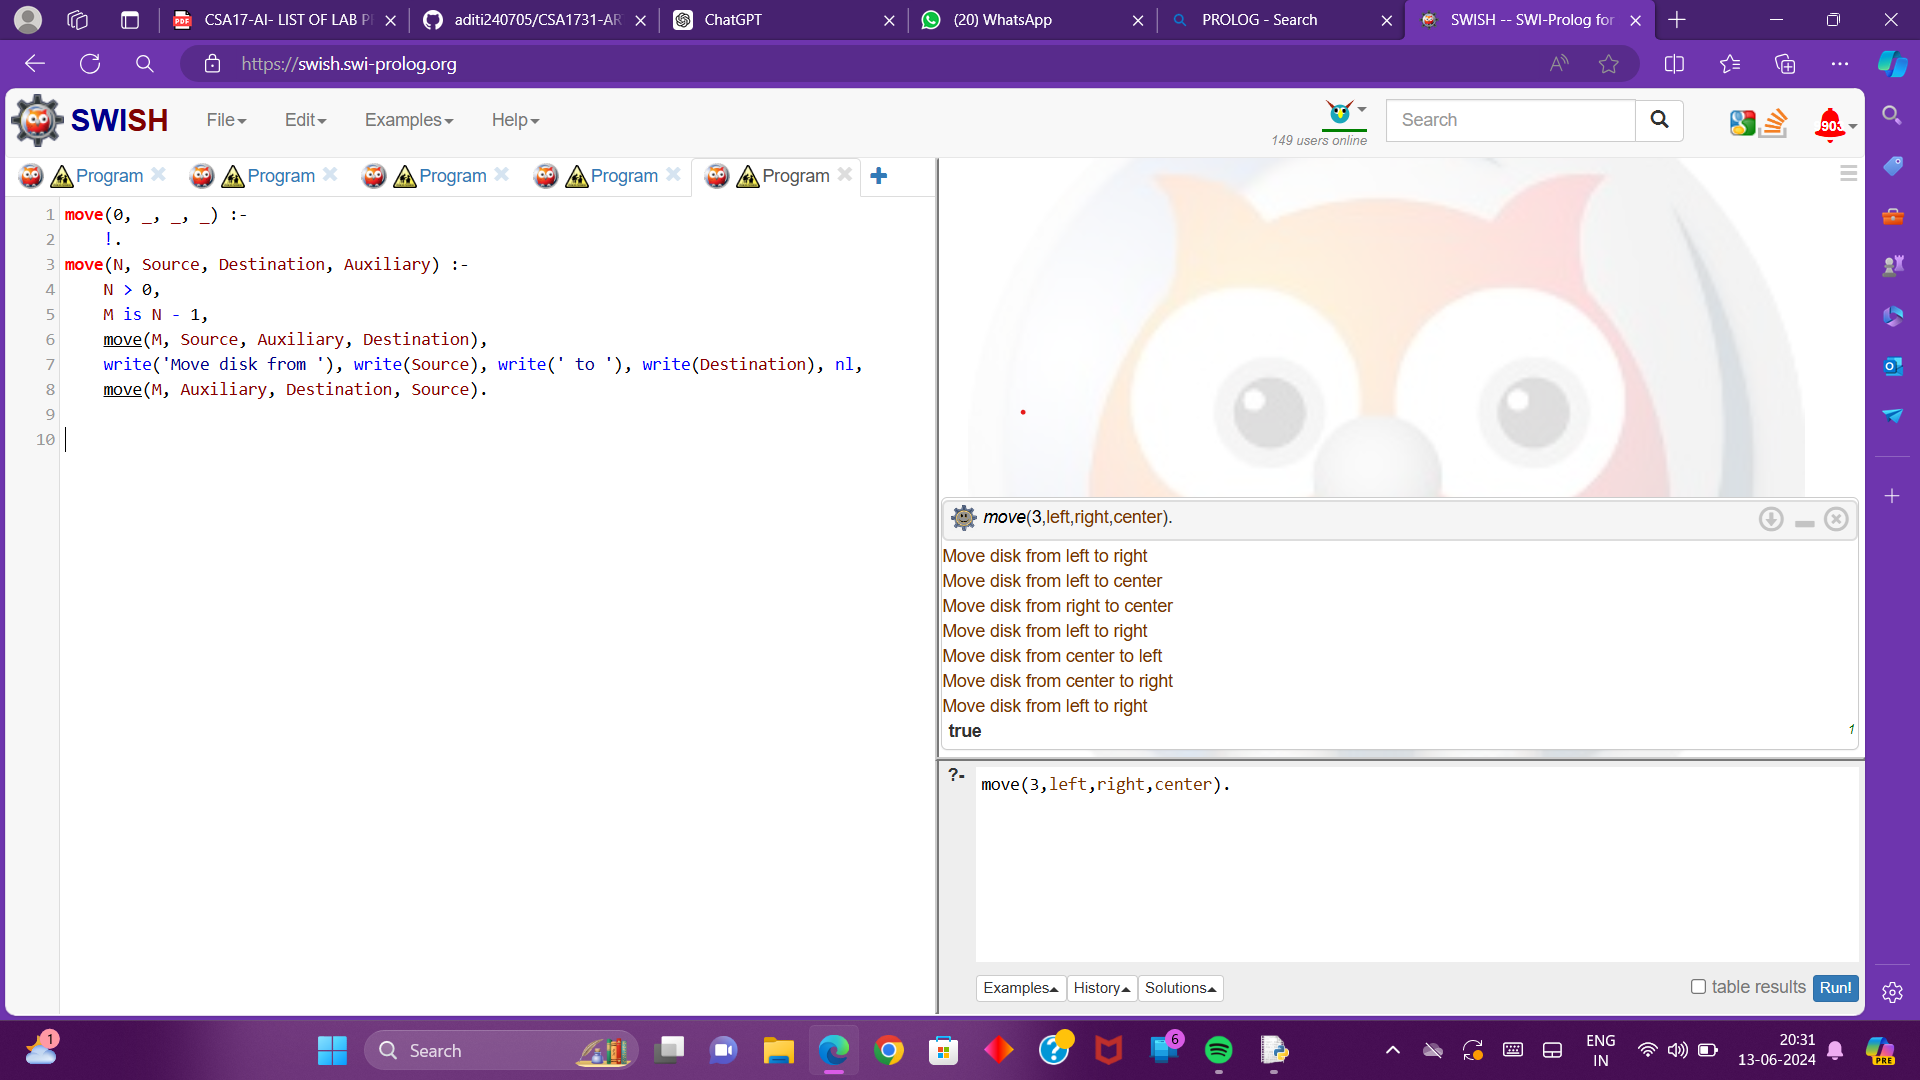 CSA17-AI- LIST OF LAB P
aditi240705/CSA1731-AR
ChatGPT
(20) WhatsApp
PROLOG - Search
SWISH -- SWI-Prolog for
https://swish.swi-prolog.org
SWISH
File
Edit
Examples
Help
149 users online
Search
903
Program
Program
Program
Program
Program
1 move(0, _, _, _) :-
2 !.
3 move(N, Source, Destination, Auxiliary) :-
4 N > 0,
5 M is N - 1,
6 move(M, Source, Auxiliary, Destination),
7 write('Move disk from '), write(Source), write(' to '), write(Destination), nl,
8 move(M, Auxiliary, Destination, Source).
9
10
move(3,left,right,center).
Move disk from left to right
Move disk from left to center
Move disk from right to center
Move disk from left to right
Move disk from center to left
Move disk from center to right
Move disk from left to right
true
1
?- move(3,left,right,center).
Examples
History
Solutions
table results
Run!
1
Search
6
ENG
IN
20:31
13-06-2024
PRE